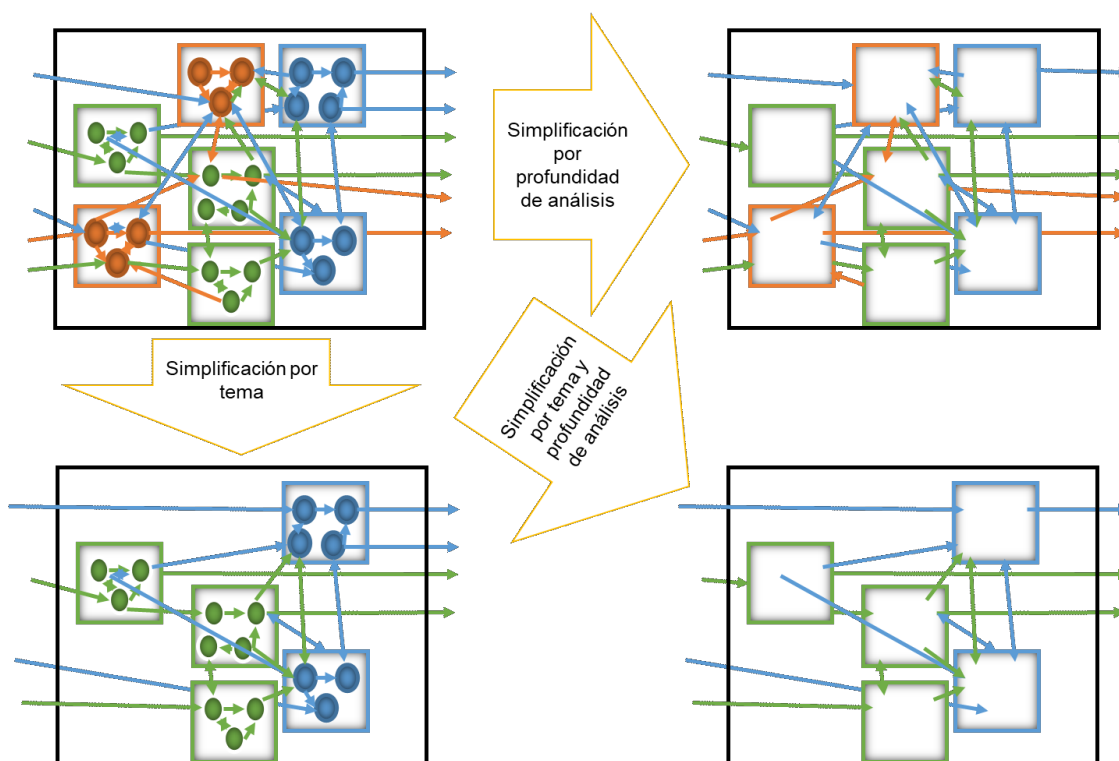 Simplificación
por
profundidad
de análisis
Simplificación por
tema
Simplificación
por tema y
profundidad
de análisis